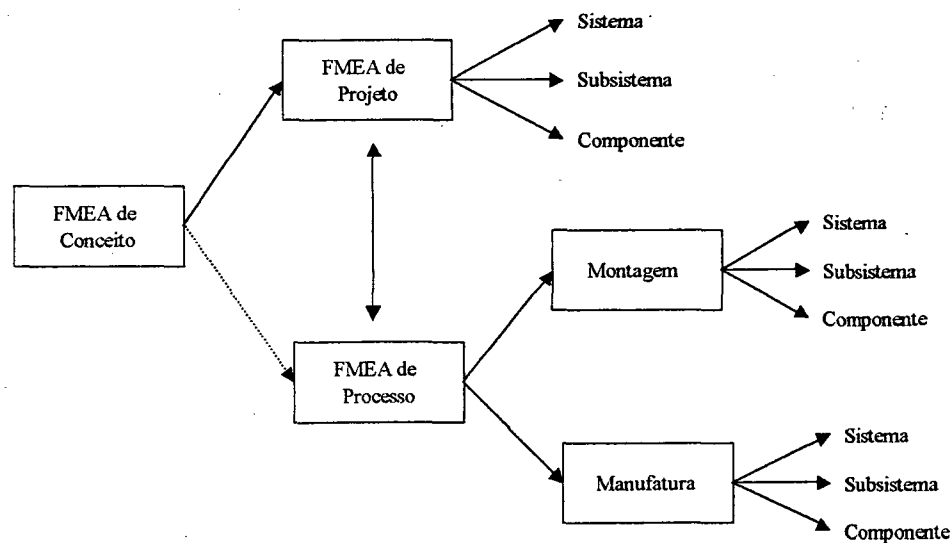 Sistema
FMEA de
Projeto
Subsistema
Componente
FMEA de
Conceito
Sistema
Montagem
Subsistema
Componente
FMEA de
Processo
Sistema
Manufatura
Subsistema
Componente